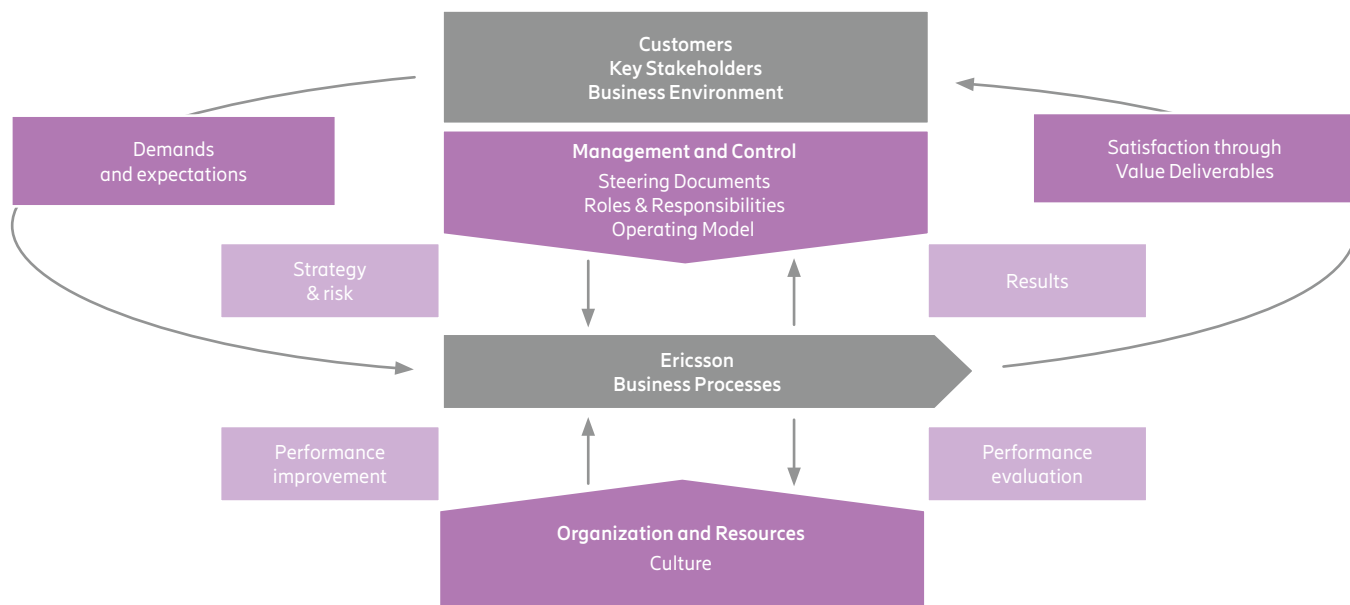 Customers
Key Stakeholders
Business Environment
Demands
and expectations
Management and Control
Steering Documents
Roles & Responsibilities
Operating Model
Satisfaction through
Value Deliverables
Strategy
& risk
Results
Ericsson
Business Processes
Performance
improvement
Performance
evaluation
Organization and Resources
Culture